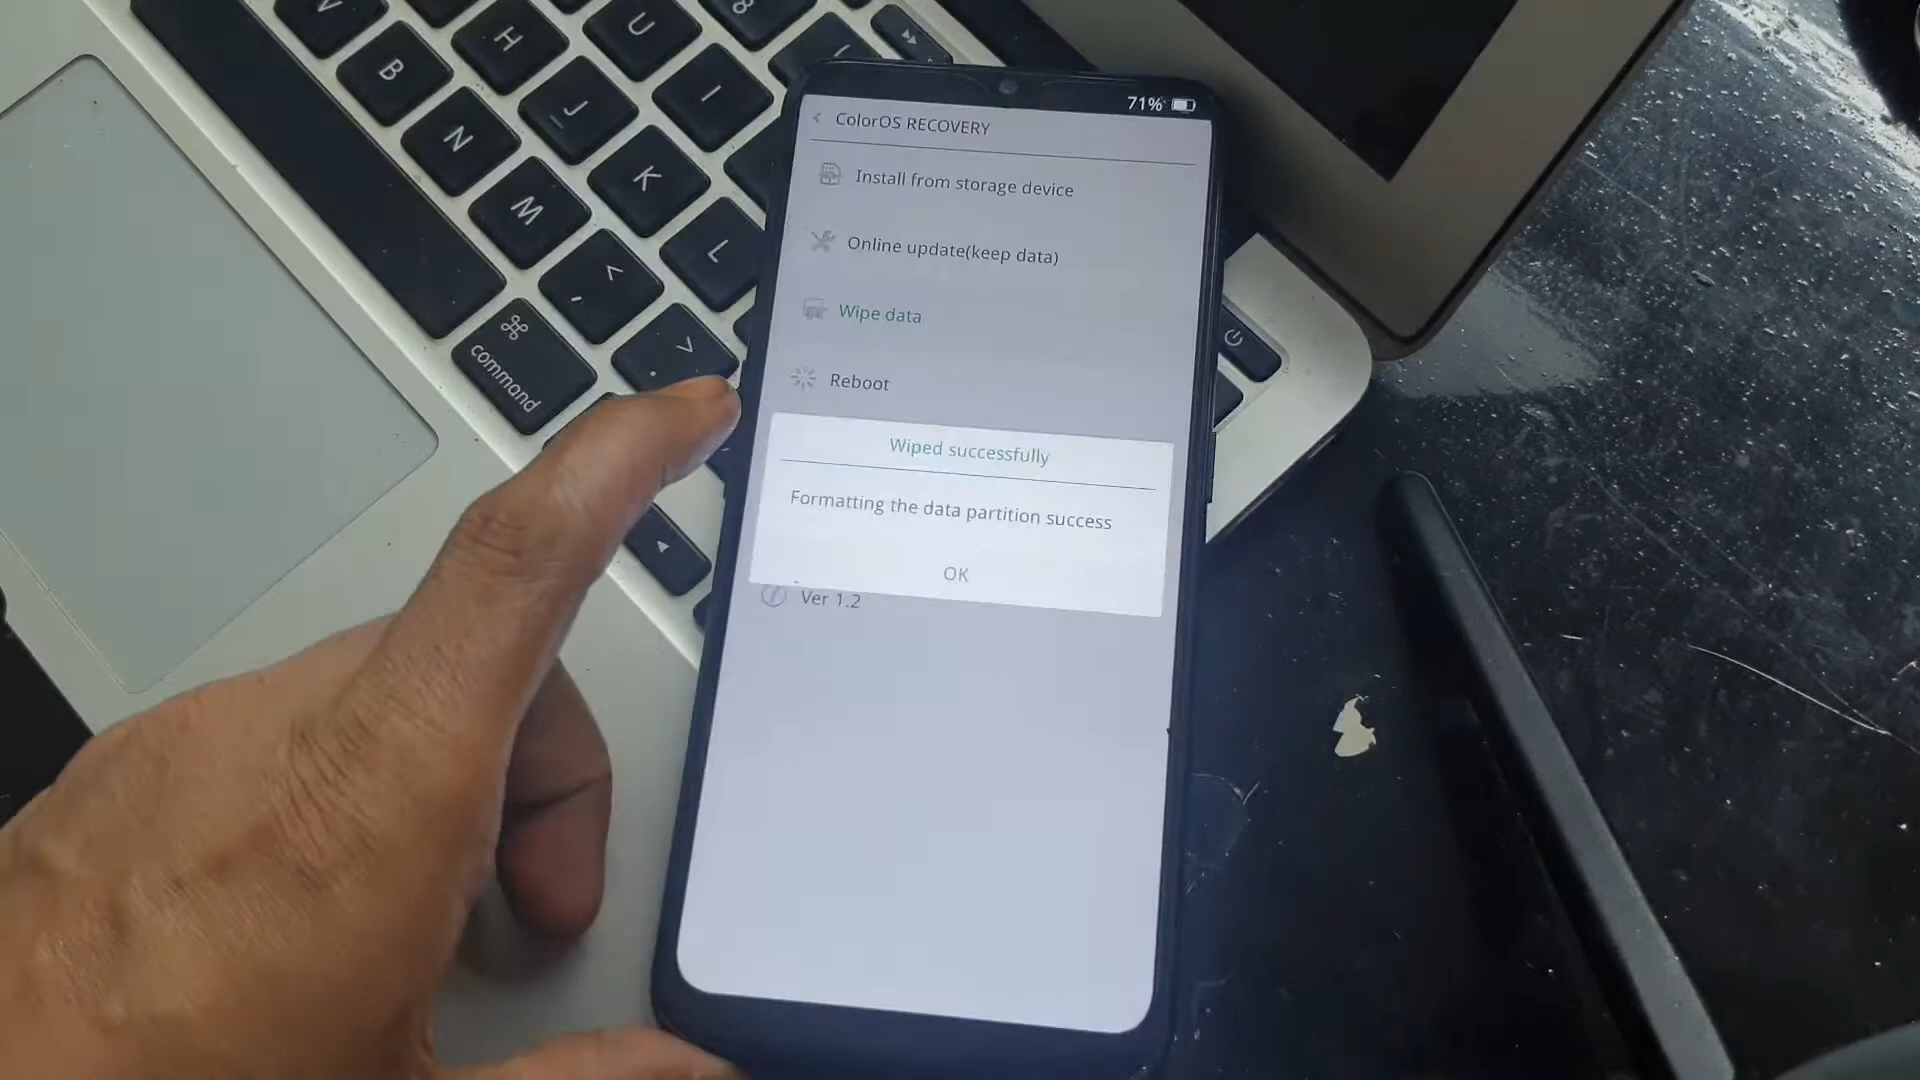 71%
ColorOS RECOVERY
Install from storage device
Online update(keep data)
Wipe data
Reboot
Wiped successfully
Formatting the data partition success
OK
Ver 1.2
V
B
H
U
8
N
J
I
(
M
K
< ,
L
⌘
command
> .